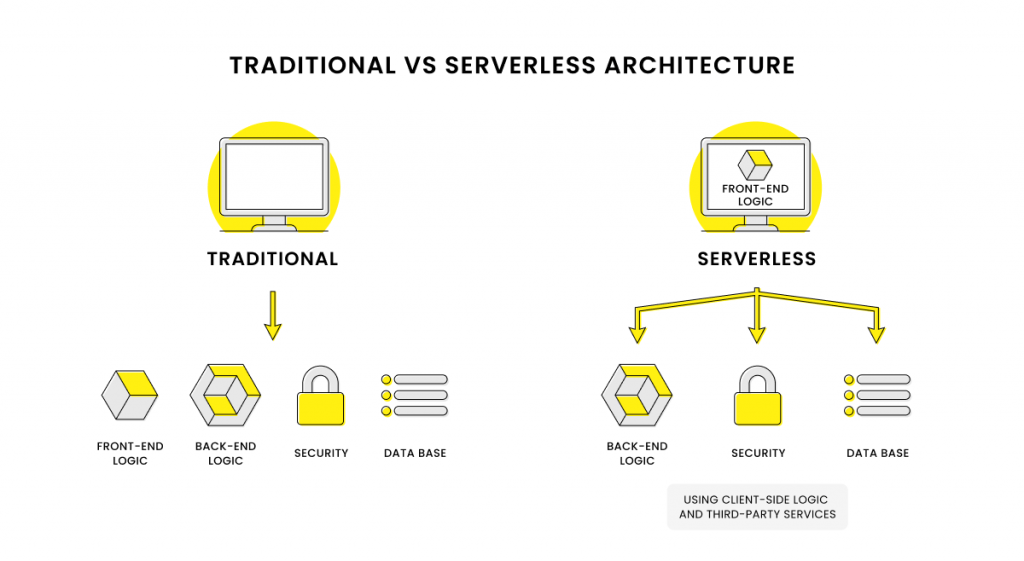 TRADITIONAL VS SERVERLESS ARCHITECTURE
FRONT-END
LOGIC
TRADITIONAL
SERVERLESS
FRONT-END
LOGIC
BACK-END
LOGIC
SECURITY
DATA BASE
BACK-END
LOGIC
SECURITY
DATA BASE
USING CLIENT-SIDE LOGIC
AND THIRD-PARTY SERVICES